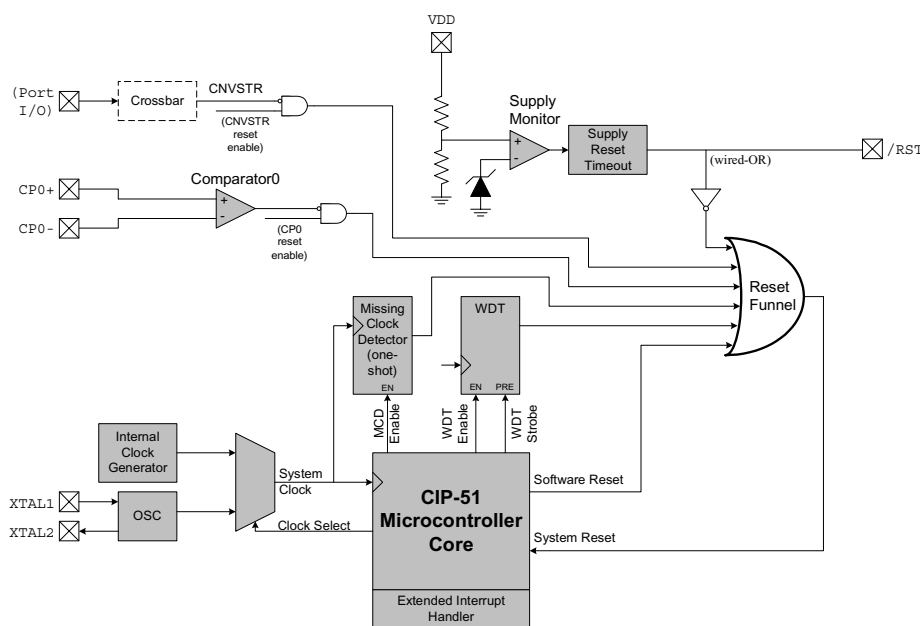 VDD
(Port
I/O)
Crossbar
CNVSTR
(CNVSTR
reset
enable)
Supply
Monitor
+
-
Supply
Reset
Timeout
(wired-OR)
/RST
CP0+
CP0-
Comparator0
+
-
(CP0
reset
enable)
Reset
Funnel
Missing
Clock
Detector
(one-
shot)
EN
WDT
EN
PRE
MCD
Enable
WDT
Enable
WDT
Strobe
Internal
Clock
Generator
System
Clock
XTAL1
XTAL2
OSC
Clock Select
CIP-51
Microcontroller
Core
Software Reset
System Reset
Extended Interrupt
Handler